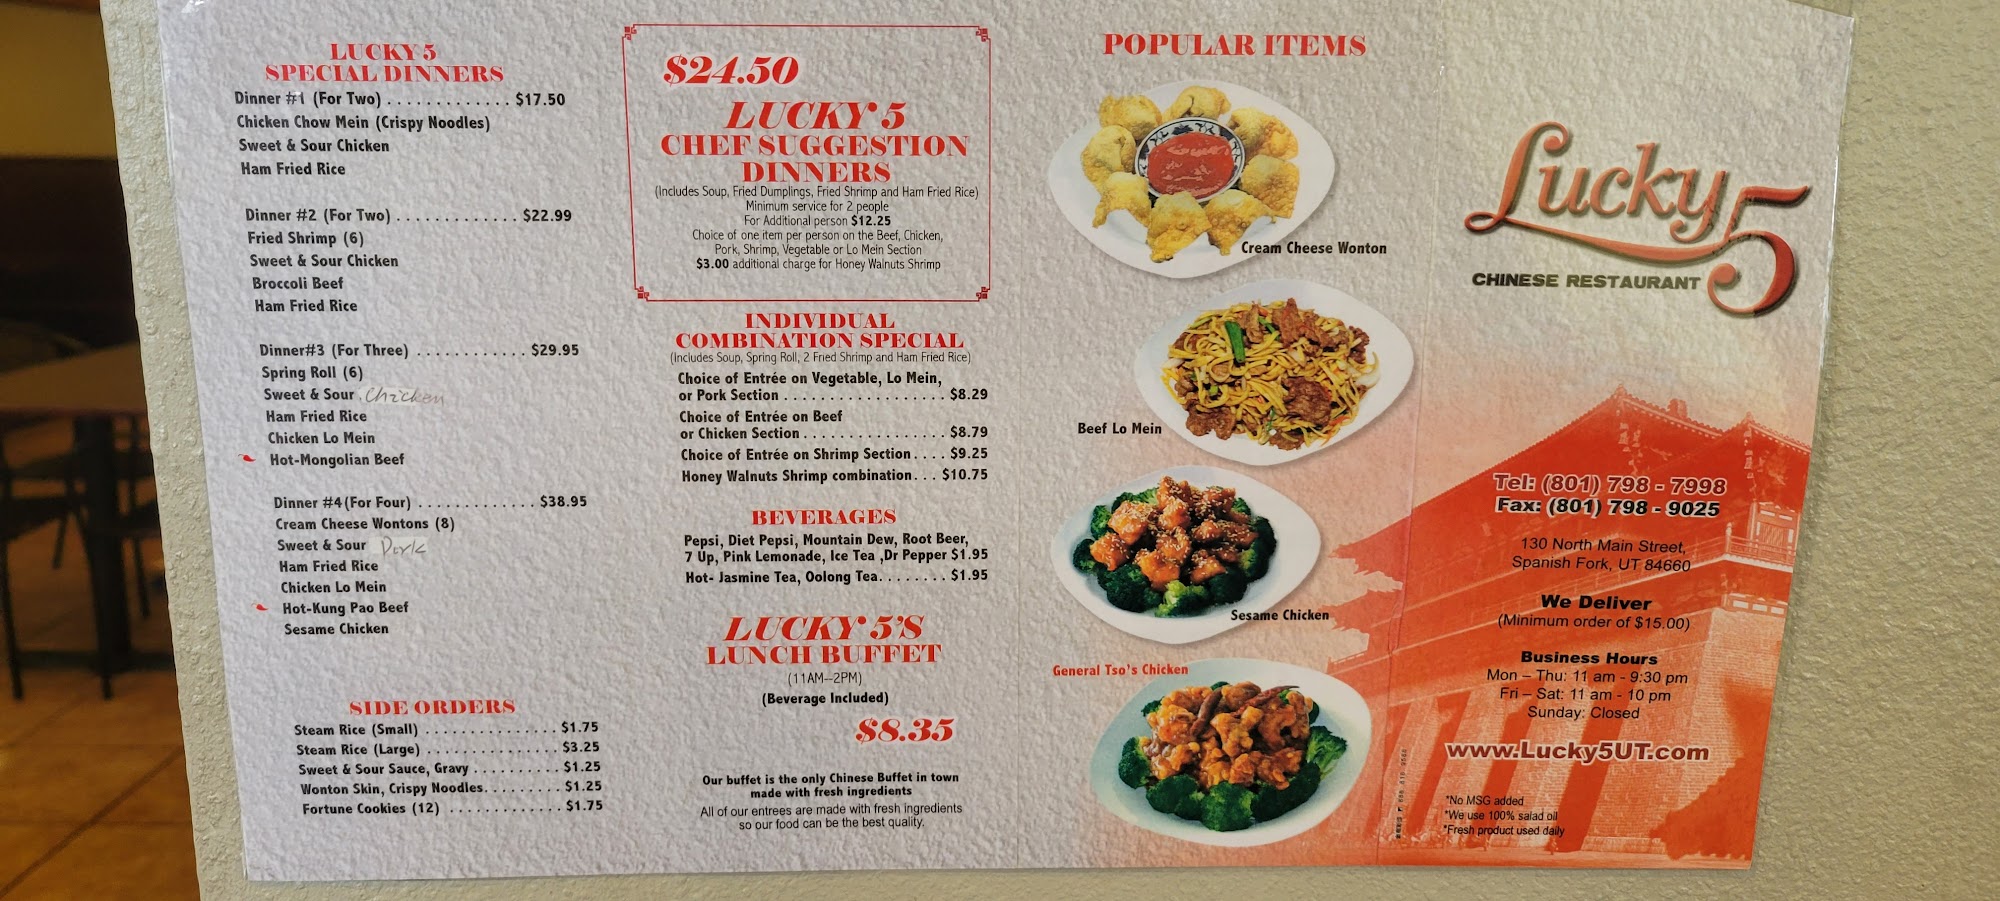 LUCKY 5
SPECIAL DINNERS
Dinner #1 (For Two) . . . . . . . . . . . . . $17.50
Chicken Chow Mein (Crispy Noodles)
Sweet & Sour Chicken
Ham Fried Rice
Dinner #2 (For Two) . . . . . . . . . . . . . $22.99
Fried Shrimp (6)
Sweet & Sour Chicken
Broccoli Beef
Ham Fried Rice
Dinner#3 (For Three) . . . . . . . . . . . . $29.95
Spring Roll (6)
Sweet & Sour Chicken
Ham Fried Rice
Chicken Lo Mein
Hot-Mongolian Beef
Dinner #4(For Four) . . . . . . . . . . . . . $38.95
Cream Cheese Wontons (8)
Sweet & Sour Pork
Ham Fried Rice
Chicken Lo Mein
Hot-Kung Pao Beef
Sesame Chicken
SIDE ORDERS
Steam Rice (Small) . . . . . . . . . . . . . . . $1.75
Steam Rice (Large) . . . . . . . . . . . . . . . $3.25
Sweet & Sour Sauce, Gravy . . . . . . . . . . $1.25
Wonton Skin, Crispy Noodles. . . . . . . . . $1.25
Fortune Cookies (12) . . . . . . . . . . . . . $1.75
$24.50
LUCKY 5
CHEF SUGGESTION
DINNERS
(Includes Soup, Fried Dumplings, Fried Shrimp and Ham Fried Rice)
Minimum service for 2 people
For Additional person $12.25
Choice of one item per person on the Beef, Chicken,
Pork, Shrimp, Vegetable or Lo Mein Section
$3.00 additional charge for Honey Walnuts Shrimp
INDIVIDUAL
COMBINATION SPECIAL
(Includes Soup, Spring Roll, 2 Fried Shrimp and Ham Fried Rice)
Choice of Entrée on Vegetable, Lo Mein,
or Pork Section . . . . . . . . . . . . . . . . . . $8.29
Choice of Entrée on Beef
or Chicken Section . . . . . . . . . . . . . . . . $8.79
Choice of Entrée on Shrimp Section . . . . $9.25
Honey Walnuts Shrimp combination. . . $10.75
BEVERAGES
Pepsi, Diet Pepsi, Mountain Dew, Root Beer,
7 Up, Pink Lemonade, Ice Tea ,Dr Pepper $1.95
Hot- Jasmine Tea, Oolong Tea. . . . . . . . $1.95
LUCKY 5'S
LUNCH BUFFET
(11AM–2PM)
(Beverage Included)
$8.35
Our buffet is the only Chinese Buffet in town
made with fresh ingredients
All of our entrees are made with fresh ingredients
so our food can be the best quality.
POPULAR ITEMS
Cream Cheese Wonton
Beef Lo Mein
Sesame Chicken
General Tso's Chicken
Lucky 5
CHINESE RESTAURANT
Tel: (801) 798 - 7998
Fax: (801) 798 - 9025
130 North Main Street,
Spanish Fork, UT 84660
We Deliver
(Minimum order of $15.00)
Business Hours
Mon – Thu: 11 am - 9:30 pm
Fri – Sat: 11 am - 10 pm
Sunday: Closed
www.Lucky5UT.com
*No MSG added
*We use 100% salad oil
*Fresh product used daily